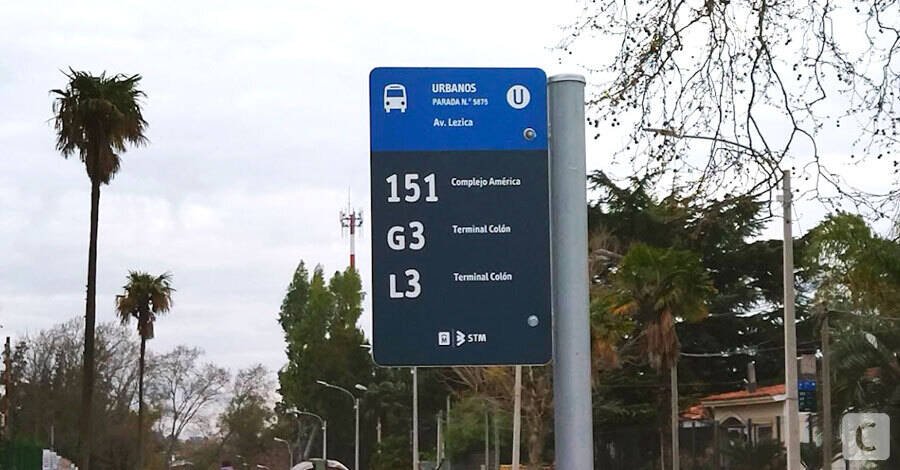 URBANOS
PARADA N.° 5875
Av. Lezica
U
151 Complejo América
G3 Terminal Colón
L3 Terminal Colón
STM
C